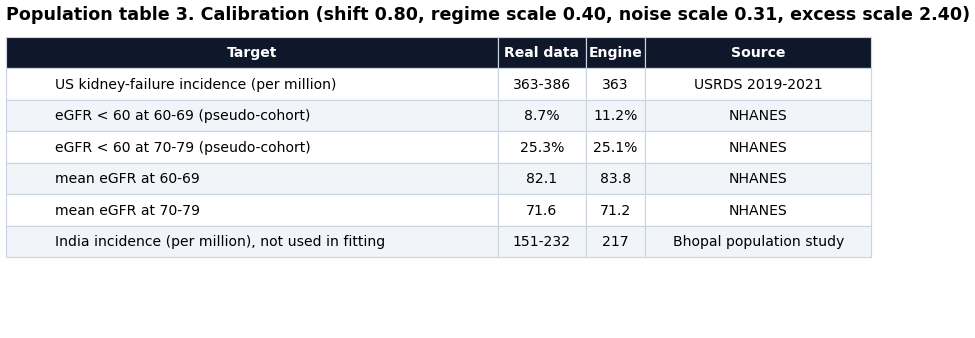 Population table 3. Calibration (shift 0.80, regime scale 0.40, noise scale 0.31, excess scale 2.40)
Target Real data Engine Source
US kidney-failure incidence (per million) 363-386 363 USRDS 2019-2021
eGFR < 60 at 60-69 (pseudo-cohort) 8.7% 11.2% NHANES
eGFR < 60 at 70-79 (pseudo-cohort) 25.3% 25.1% NHANES
mean eGFR at 60-69 82.1 83.8 NHANES
mean eGFR at 70-79 71.6 71.2 NHANES
India incidence (per million), not used in fitting 151-232 217 Bhopal population study